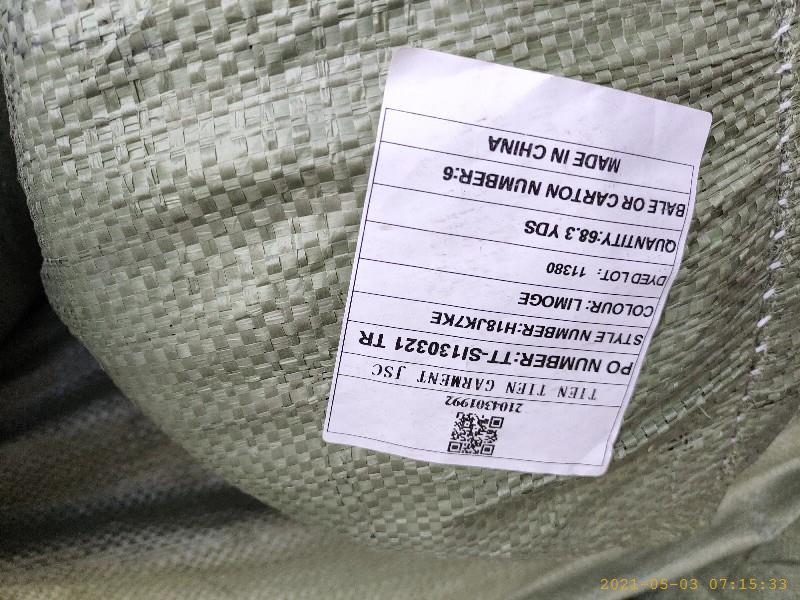 2104301992
TIEN TIEN GARMENT JSC
PO NUMBER:TT-SI130321 TR
STYLE NUMBER:H18JK7KE
COLOUR: LIMOGE
DYED LOT: 11380
QUANTITY:68.3 YDS
BALE OR CARTON NUMBER:6
MADE IN CHINA
2021-05-03 07:15:33